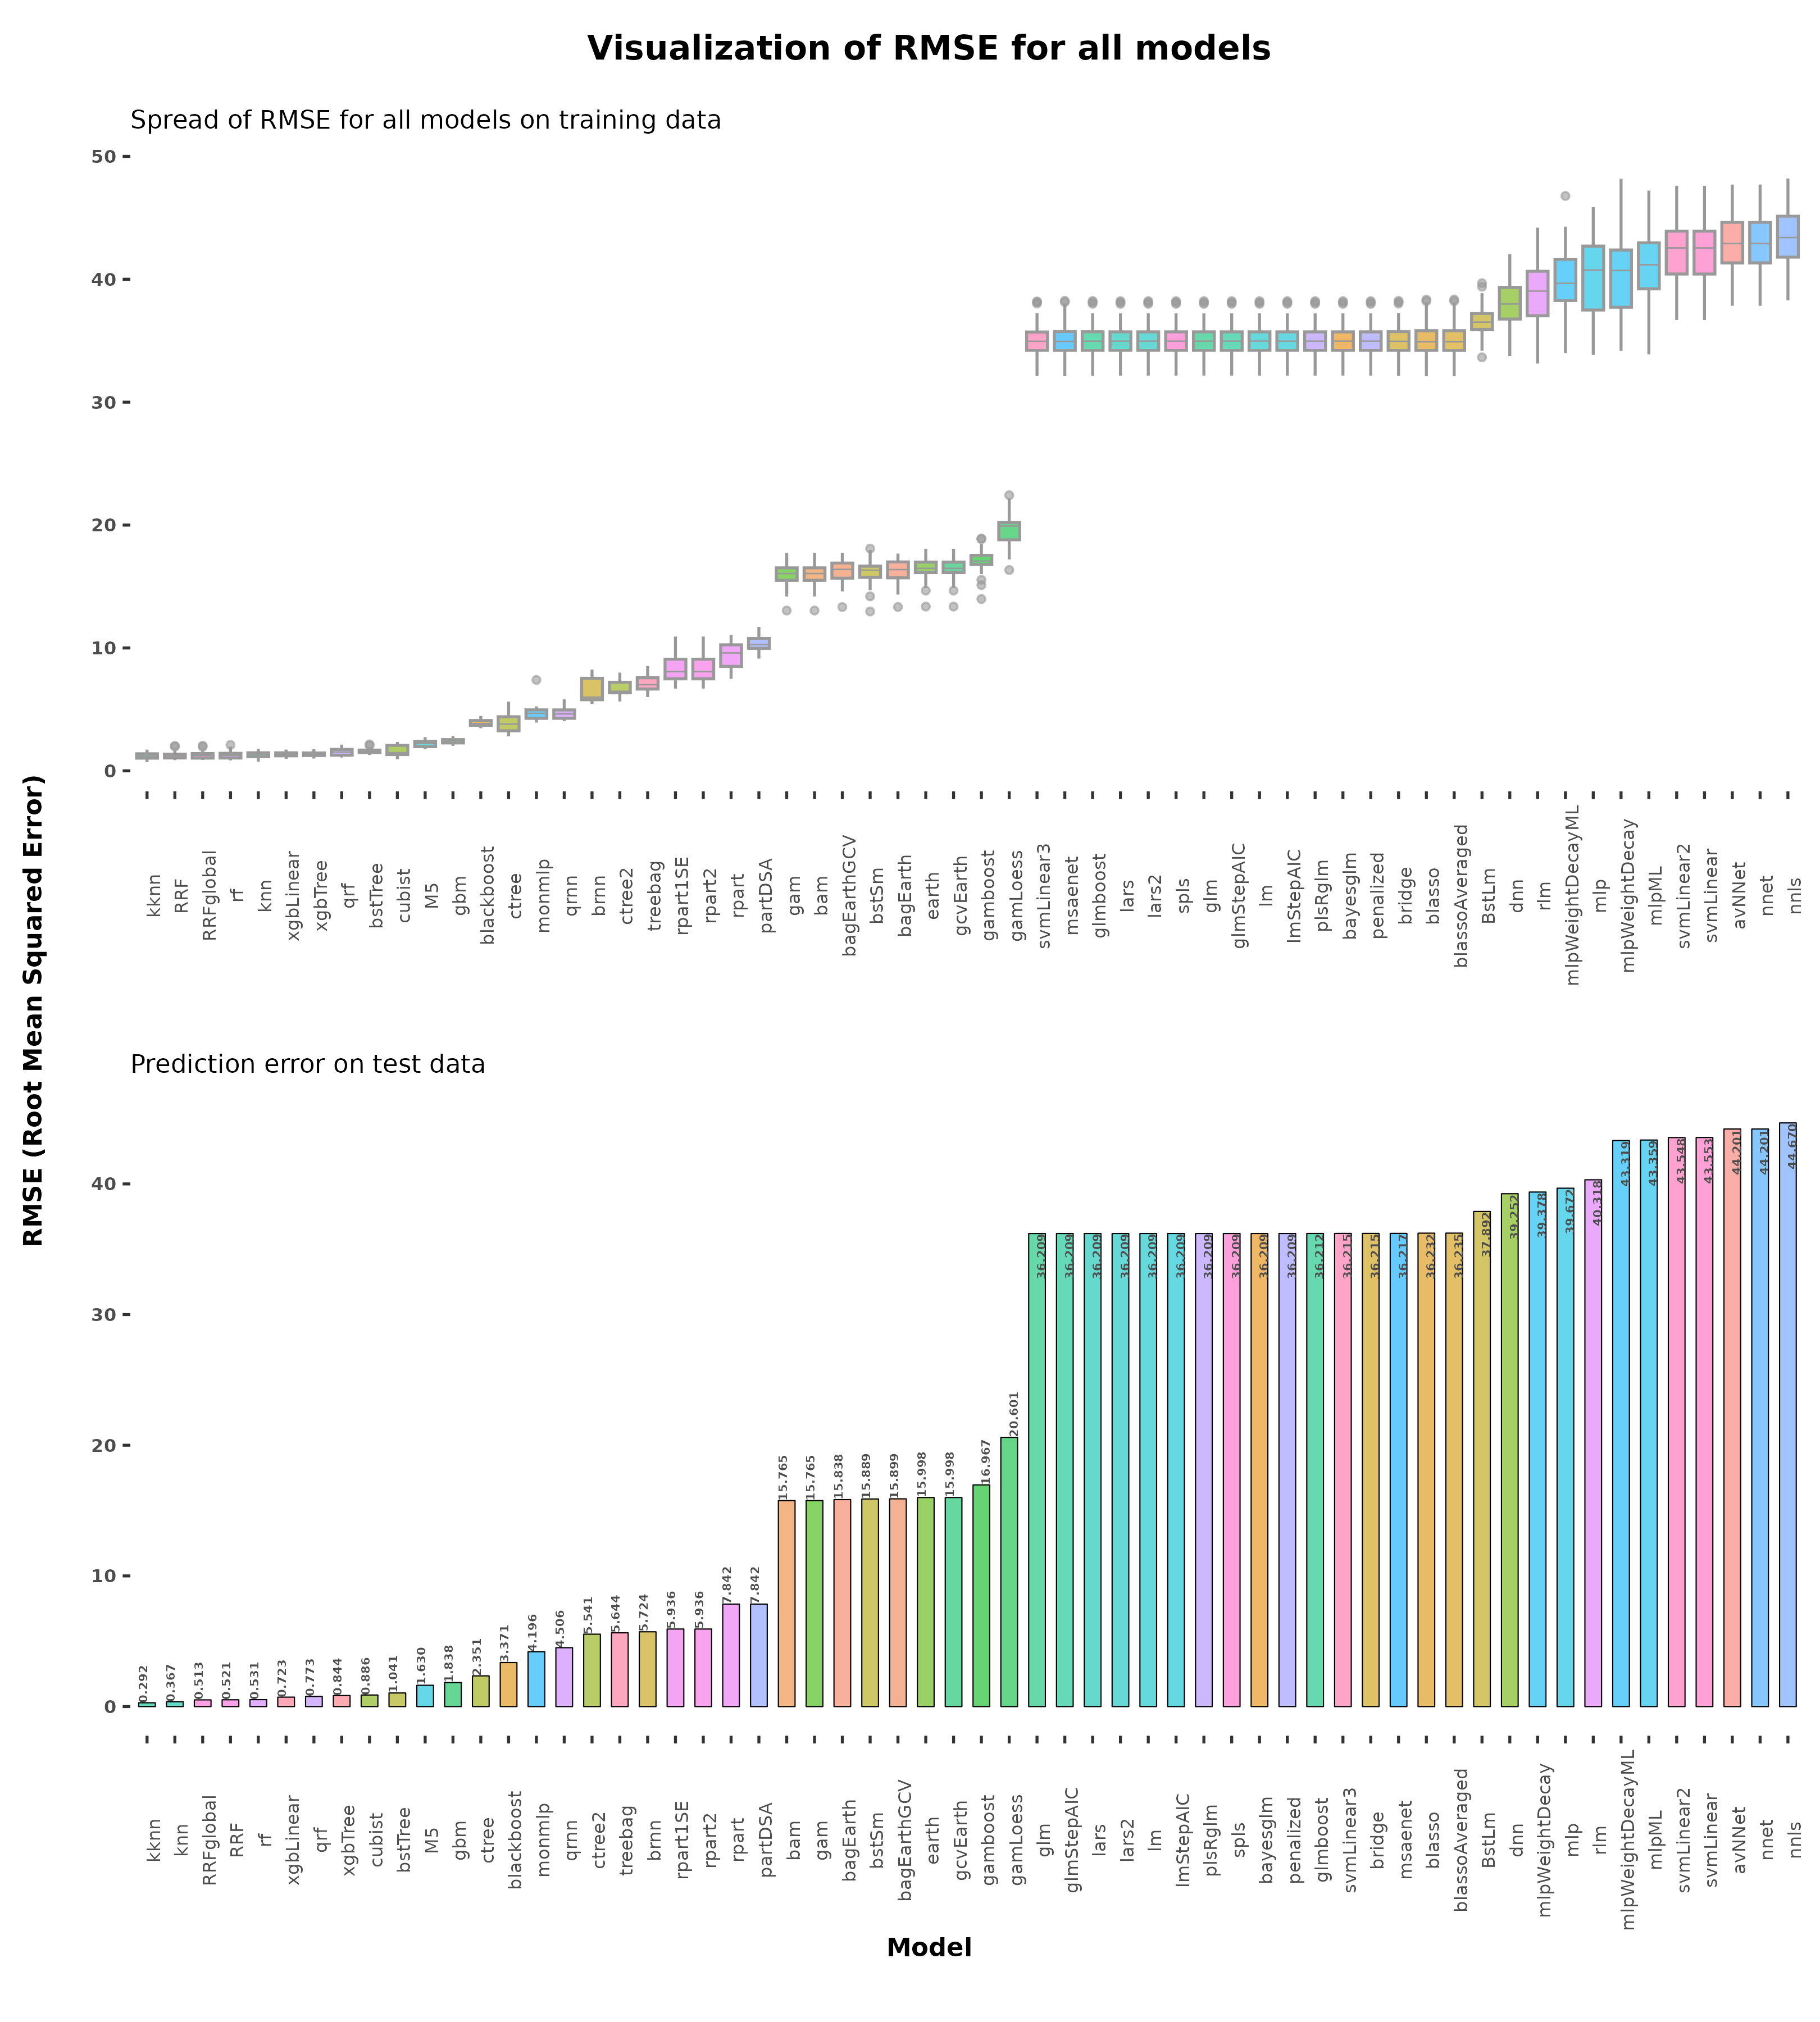 Visualization of RMSE for all models
RMSE (Root Mean Squared Error)
Spread of RMSE for all models on training data
50
40
30
20
10
0
kknn
RRF
RRFglobal
rf
knn
xgbLinear
xgbTree
qrf
bstTree
cubist
M5
gbm
blackboost
ctree
monmlp
qrnn
brnn
ctree2
treebag
rpart1SE
rpart2
rpart
partDSA
gam
bam
bagEarthGCV
bstSm
bagEarth
earth
gcvEarth
gamboost
gamLoess
svmLinear3
msaenet
glmboost
lars
lars2
spls
glm
glmStepAIC
lm
lmStepAIC
plsRglm
bayesglm
penalized
bridge
blasso
blassoAveraged
BstLm
dnn
rlm
mlpWeightDecayML
mlp
mlpWeightDecay
mlpML
svmLinear2
svmLinear
avNNet
nnet
nnls
Prediction error on test data
40
30
20
10
0
0.292
0.367
0.513
0.521
0.531
0.723
0.773
0.844
0.886
1.041
1.630
1.838
2.351
3.371
4.196
4.506
5.541
5.644
5.724
5.936
5.936
7.842
7.842
15.765
15.765
15.838
15.889
15.899
15.998
15.998
16.967
20.601
36.209
36.209
36.209
36.209
36.209
36.209
36.209
36.209
36.209
36.209
36.212
36.215
36.215
36.217
36.232
36.235
37.892
39.252
39.378
39.672
40.318
43.319
43.359
43.548
43.553
44.201
44.201
44.670
kknn
knn
RRFglobal
RRF
rf
xgbLinear
qrf
xgbTree
cubist
bstTree
M5
gbm
ctree
blackboost
monmlp
qrnn
ctree2
treebag
brnn
rpart1SE
rpart2
rpart
partDSA
bam
gam
bagEarth
bstSm
bagEarthGCV
earth
gcvEarth
gamboost
gamLoess
glm
glmStepAIC
lars
lars2
lm
lmStepAIC
plsRglm
spls
bayesglm
penalized
glmboost
svmLinear3
bridge
msaenet
blasso
blassoAveraged
BstLm
dnn
mlpWeightDecay
mlp
rlm
mlpWeightDecayML
mlpML
svmLinear2
svmLinear
avNNet
nnet
nnls
Model